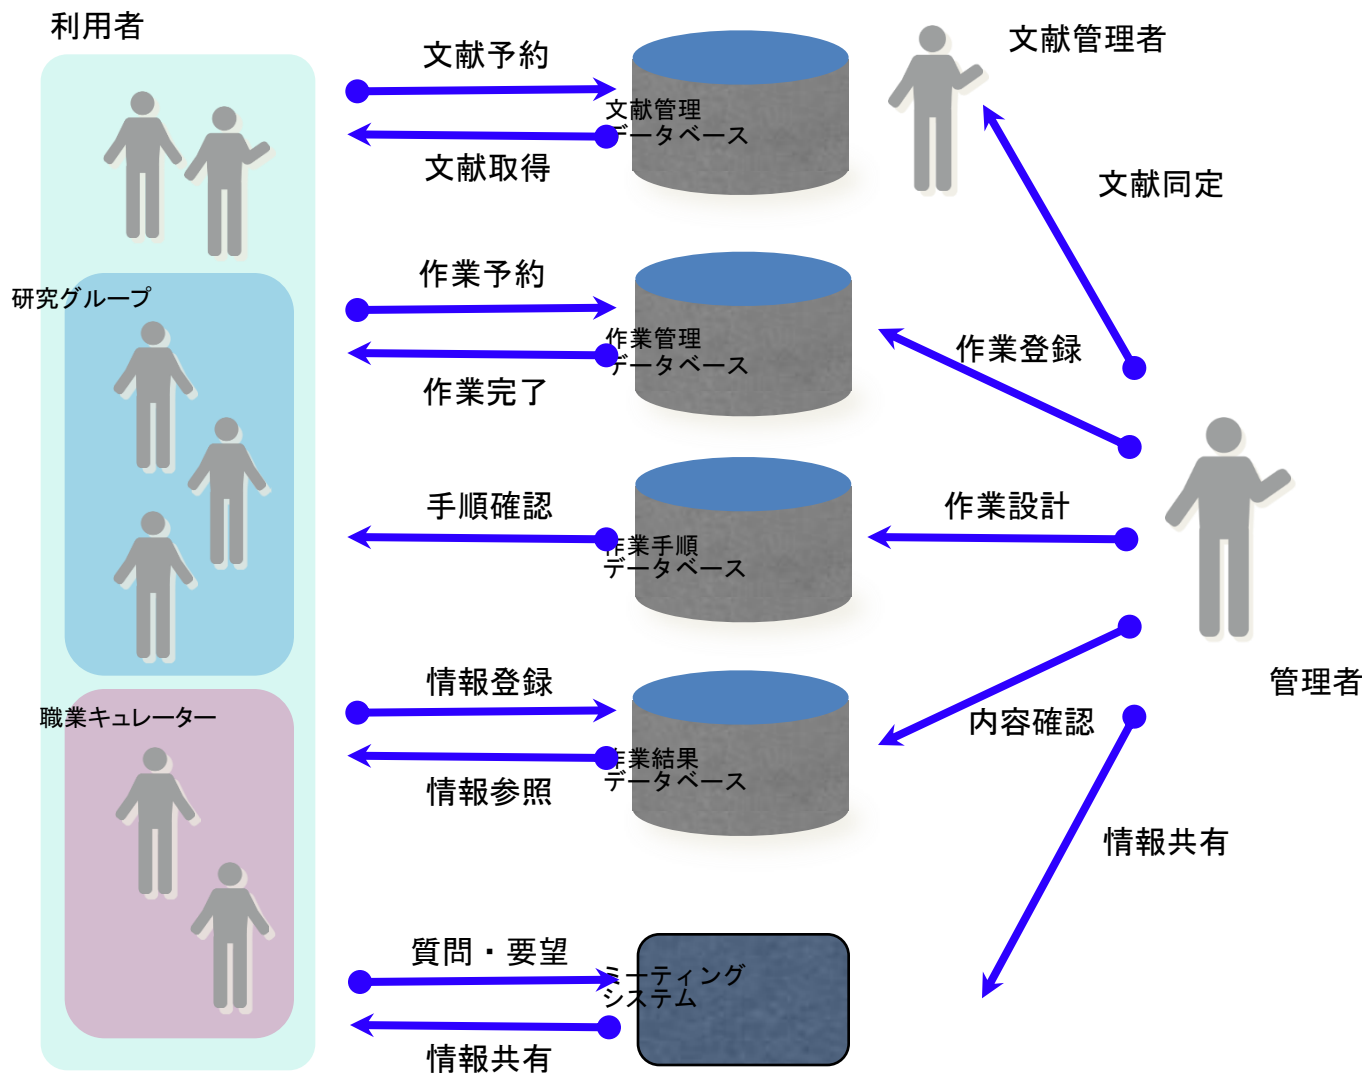 利用者
文献予約
文献管理者
文献管理
データベース
文献取得
文献同定
研究グループ
作業予約
作業管理
データベース
作業登録
作業完了
手順確認
作業設計
作業手順
データベース
情報登録
管理者
職業キュレーター
内容確認
作業結果
データベース
情報参照
情報共有
質問・要望
ミーティング
システム
情報共有